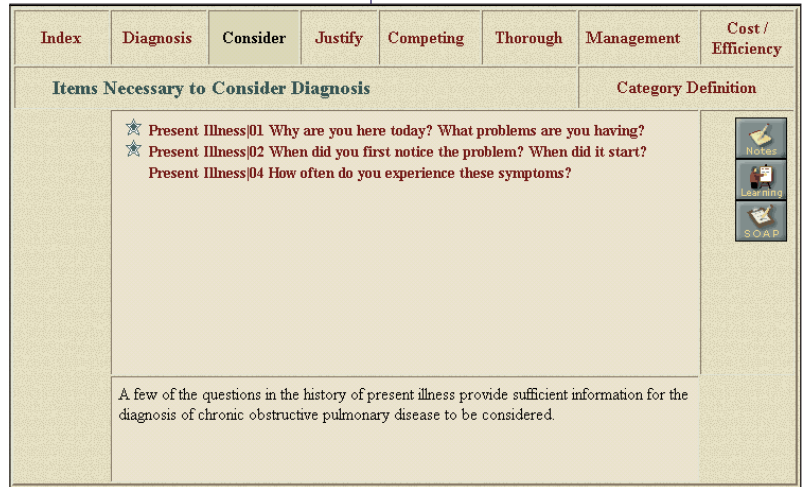 Index Diagnosis Consider Justify Competing Thorough Management Cost /
Efficiency
Items Necessary to Consider Diagnosis Category Definition
Present Illness|01 Why are you here today? What problems are you having?
Present Illness|02 When did you first notice the problem? When did it start?
Present Illness|04 How often do you experience these symptoms?
Notes
Learning
SOAP
A few of the questions in the history of present illness provide sufficient information for the
diagnosis of chronic obstructive pulmonary disease to be considered.